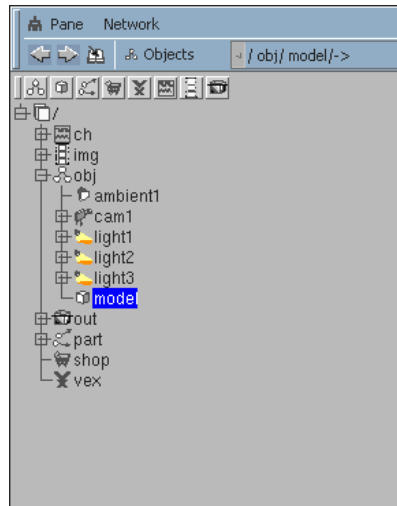 Pane Network
Objects / obj/ model/->
/
ch
img
obj
ambient1
cam1
light1
light2
light3
model
out
part
shop
vex